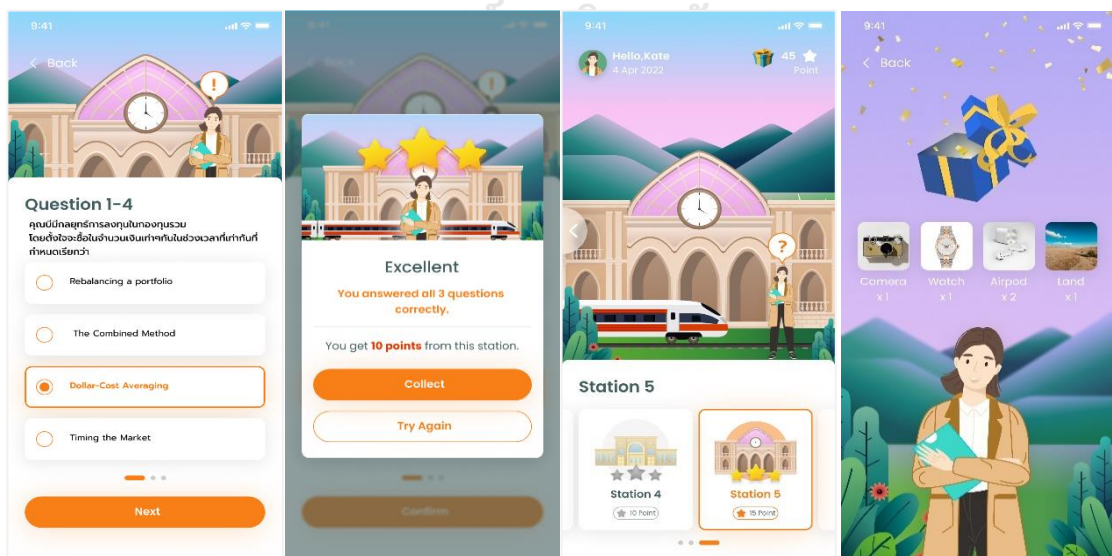 9:41
Back
!
Question 1-4
คุณมีมีกลยุทธ์การลงทุนในกองทุนรวม
โดยตั้งใจจะซื้อในจำนวนเงินเท่าๆกันในช่วงเวลาที่เท่ากันที่
กำหนดเรียกว่า
Rebalancing a portfolio
The Combined Method
Dollar-Cost Averaging
Timing the Market
Next
Excellent
You answered all 3 questions
correctly.
You get 10 points from this station.
Collect
Try Again
Confirm
9:41
Hello,Kate
4 Apr 2022
45
Point
?
Station 5
Station 4
10 Point
Station 5
15 Point
9:41
Back
Camera
x 1
Watch
x 1
Airpod
x 2
Land
x 1